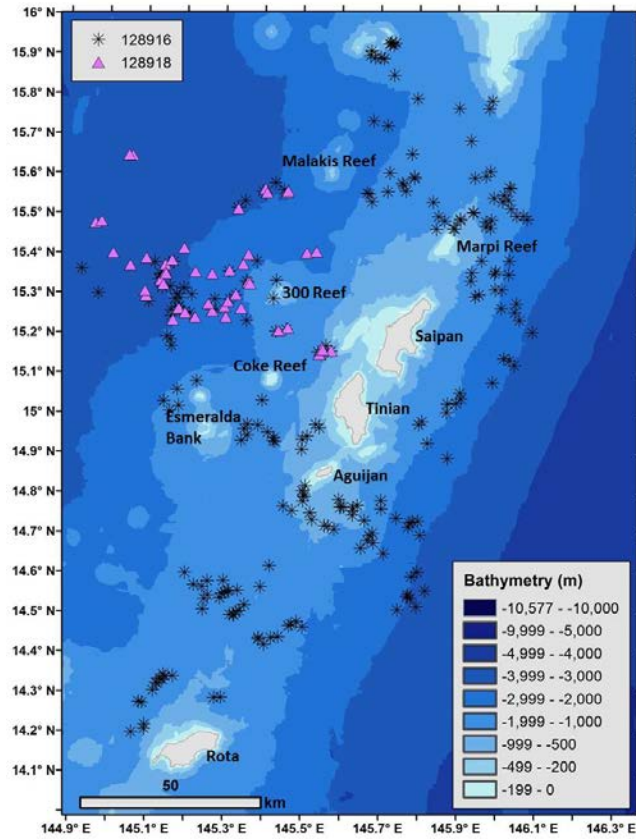 16° N
15.9° N
15.8° N
15.7° N
15.6° N
15.5° N
15.4° N
15.3° N
15.2° N
15.1° N
15° N
14.9° N
14.8° N
14.7° N
14.6° N
14.5° N
14.4° N
14.3° N
14.2° N
14.1° N
128916
128918
Malakis Reef
Marpi Reef
300 Reef
Saipan
Coke Reef
Tinian
Esmeralda
Bank
Aguijan
Rota
50
km
Bathymetry (m)
-10,577 - -10,000
-9,999 - -5,000
-4,999 - -4,000
-3,999 - -3,000
-2,999 - -2,000
-1,999 - -1,000
-999 - -500
-499 - -200
-199 - 0
144.9° E 145.1° E 145.3° E 145.5° E 145.7° E 145.9° E 146.1° E 146.3° E